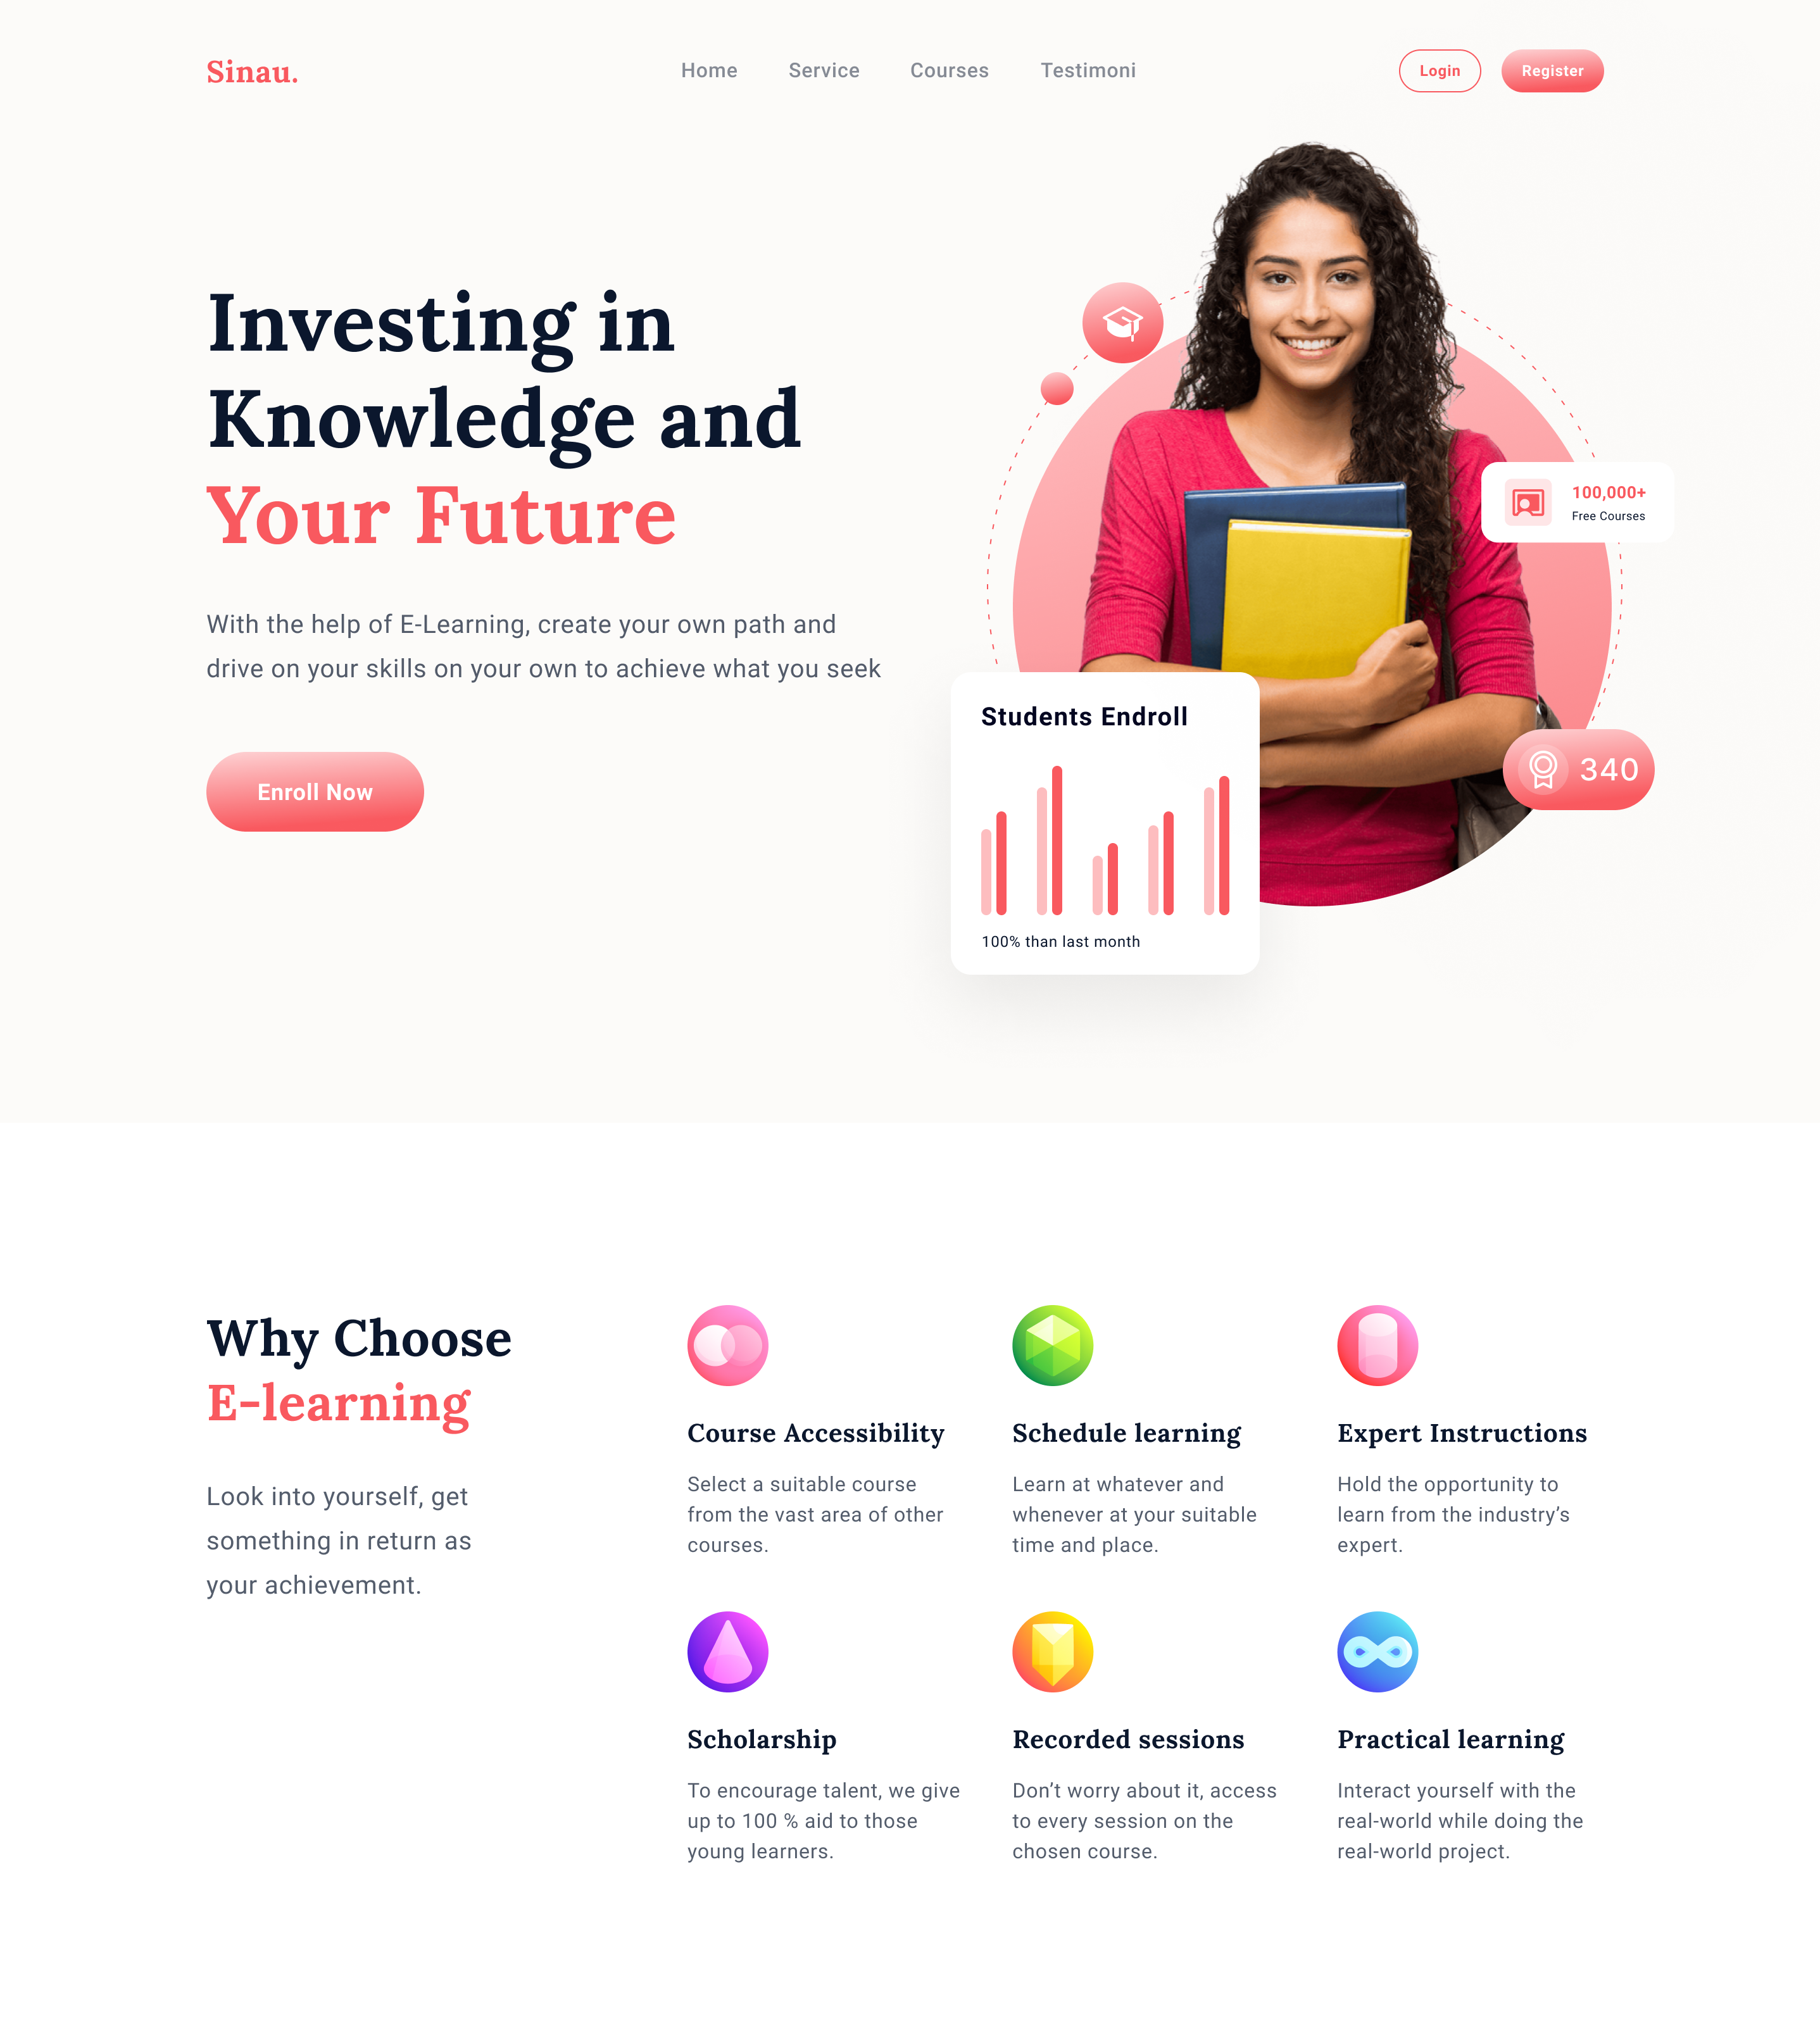 Sinau.
Home
Service
Courses
Testimoni
Login
Register
Investing in
Knowledge and
Your Future
With the help of E-Learning, create your own path and
drive on your skills on your own to achieve what you seek
Enroll Now
100,000+
Free Courses
Students Endroll
100% than last month
340
Why Choose
E-learning
Look into yourself, get
something in return as
your achievement.
Course Accessibility
Select a suitable course
from the vast area of other
courses.
Schedule learning
Learn at whatever and
whenever at your suitable
time and place.
Expert Instructions
Hold the opportunity to
learn from the industry’s
expert.
Scholarship
To encourage talent, we give
up to 100 % aid to those
young learners.
Recorded sessions
Don’t worry about it, access
to every session on the
chosen course.
Practical learning
Interact yourself with the
real-world while doing the
real-world project.